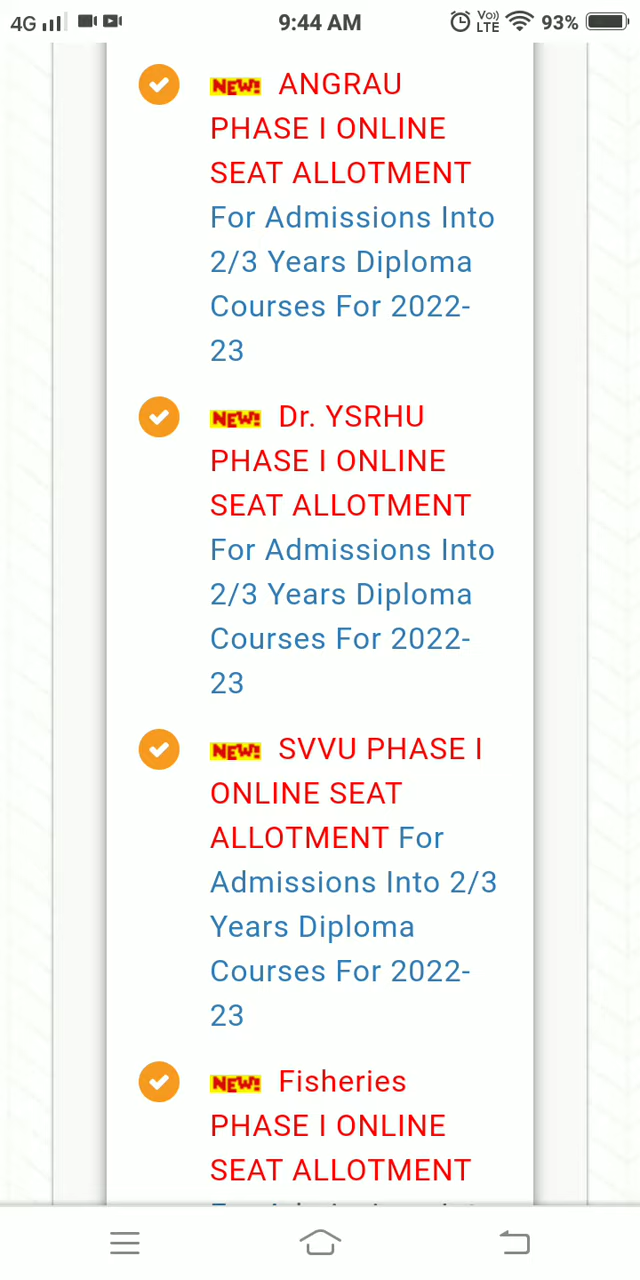 4G 9:44 AM Vo) LTE 93%
NEW! ANGRAU
PHASE I ONLINE
SEAT ALLOTMENT
For Admissions Into
2/3 Years Diploma
Courses For 2022-
23
NEW! Dr. YSRHU
PHASE I ONLINE
SEAT ALLOTMENT
For Admissions Into
2/3 Years Diploma
Courses For 2022-
23
NEW! SVVU PHASE I
ONLINE SEAT
ALLOTMENT For
Admissions Into 2/3
Years Diploma
Courses For 2022-
23
NEW! Fisheries
PHASE I ONLINE
SEAT ALLOTMENT